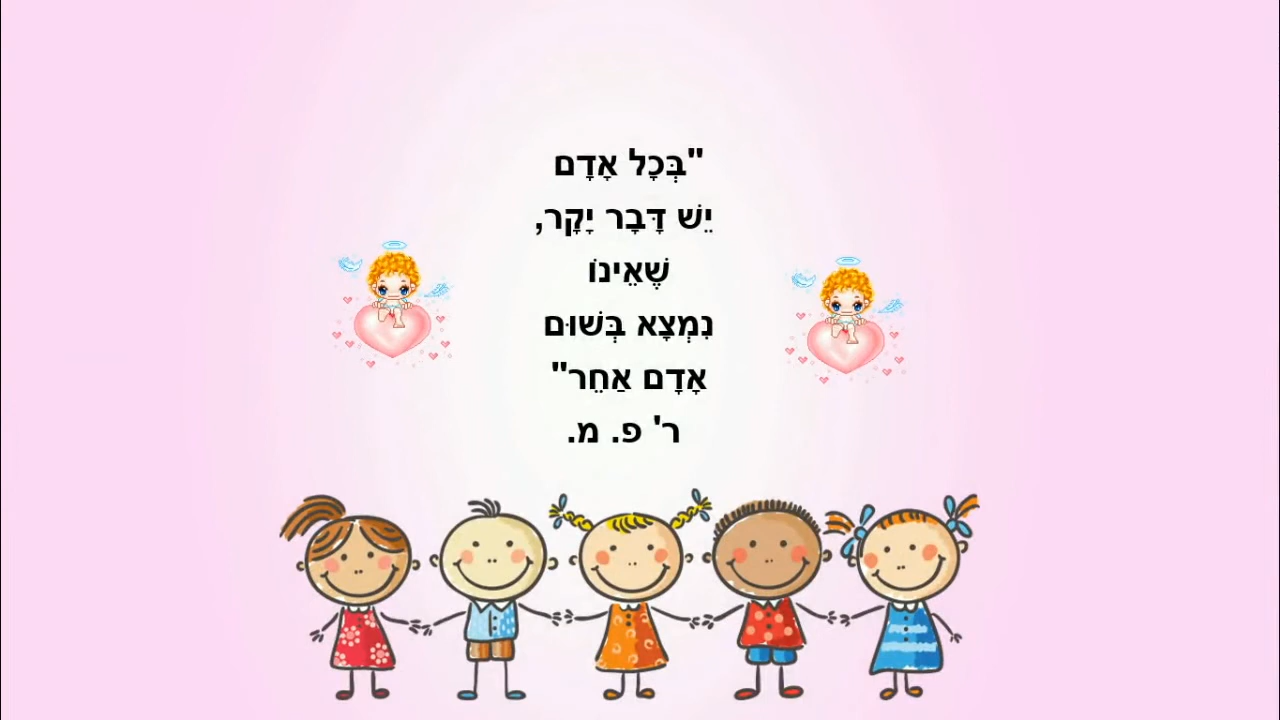 "בְּכָל אָדָם
יֵשׁ דָּבָר יָקָר,
שֶׁאֵינוֹ
נִמְצָא בְּשׁוּם
אָדָם אַחֵר"
ר' פ. מ.